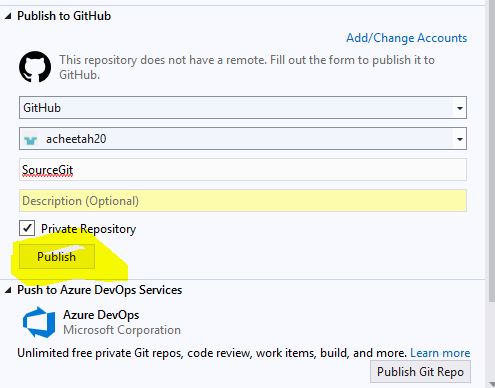 Publish to GitHub
Add/Change Accounts
This repository does not have a remote. Fill out the form to publish it to
GitHub.
GitHub
acheetah20
SourceGit
Description (Optional)
Private Repository
Publish
Push to Azure DevOps Services
Azure DevOps
Microsoft Corporation
Unlimited free private Git repos, code review, work items, build, and more. Learn more
Publish Git Repo